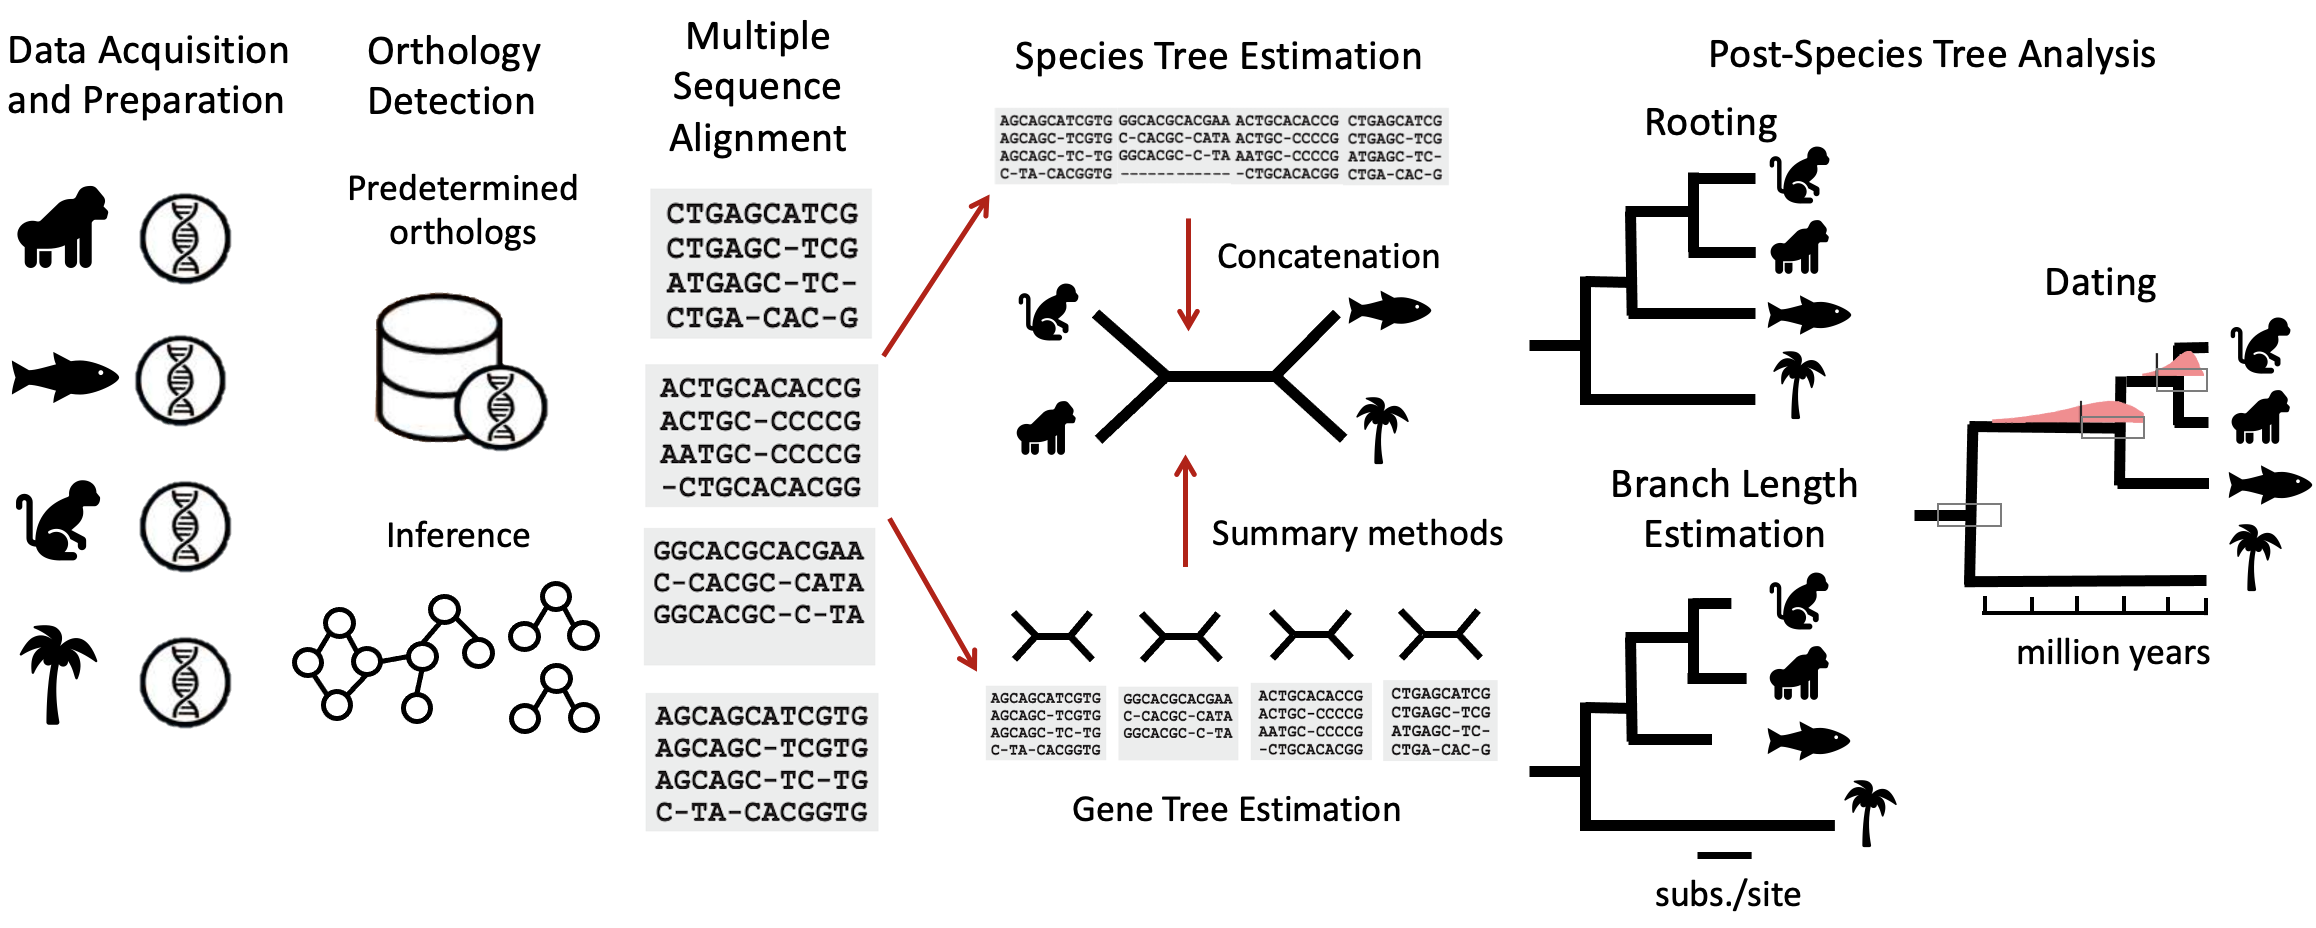 Data Acquisition
and Preparation
Orthology
Detection
Predetermined
orthologs
Inference
Multiple
Sequence
Alignment
CTGAGCATCG
CTGAGC-TCG
ATGAGC-TC-
CTGA-CAC-G
ACTGCACACCG
ACTGC-CCCCG
AATGC-CCCCG
-CTGCACACGG
GGCACGCACGAA
C-CACGC-CATA
GGCACGC-C-TA
AGCAGCATCGTG
AGCAGC-TCGTG
AGCAGC-TC-TG
C-TA-CACGGTG
Species Tree Estimation
AGCAGCATCGTG GGCACGCACGAA ACTGCACACCG CTGAGCATCG
AGCAGC-TCGTG C-CACGC-CATA ACTGC-CCCCG CTGAGC-TCG
AGCAGC-TC-TG GGCACGC-C-TA AATGC-CCCCG ATGAGC-TC-
C-TA-CACGGTG ------------ -CTGCACACGG CTGA-CAC-G
Concatenation
Summary methods
AGCAGCATCGTG
AGCAGC-TCGTG
AGCAGC-TC-TG
C-TA-CACGGTG
GGCACGCACGAA
C-CACGC-CATA
GGCACGC-C-TA
ACTGCACACCG
ACTGC-CCCCG
AATGC-CCCCG
-CTGCACACGG
CTGAGCATCG
CTGAGC-TCG
ATGAGC-TC-
CTGA-CAC-G
Gene Tree Estimation
Post-Species Tree Analysis
Rooting
Branch Length
Estimation
subs./site
Dating
million years